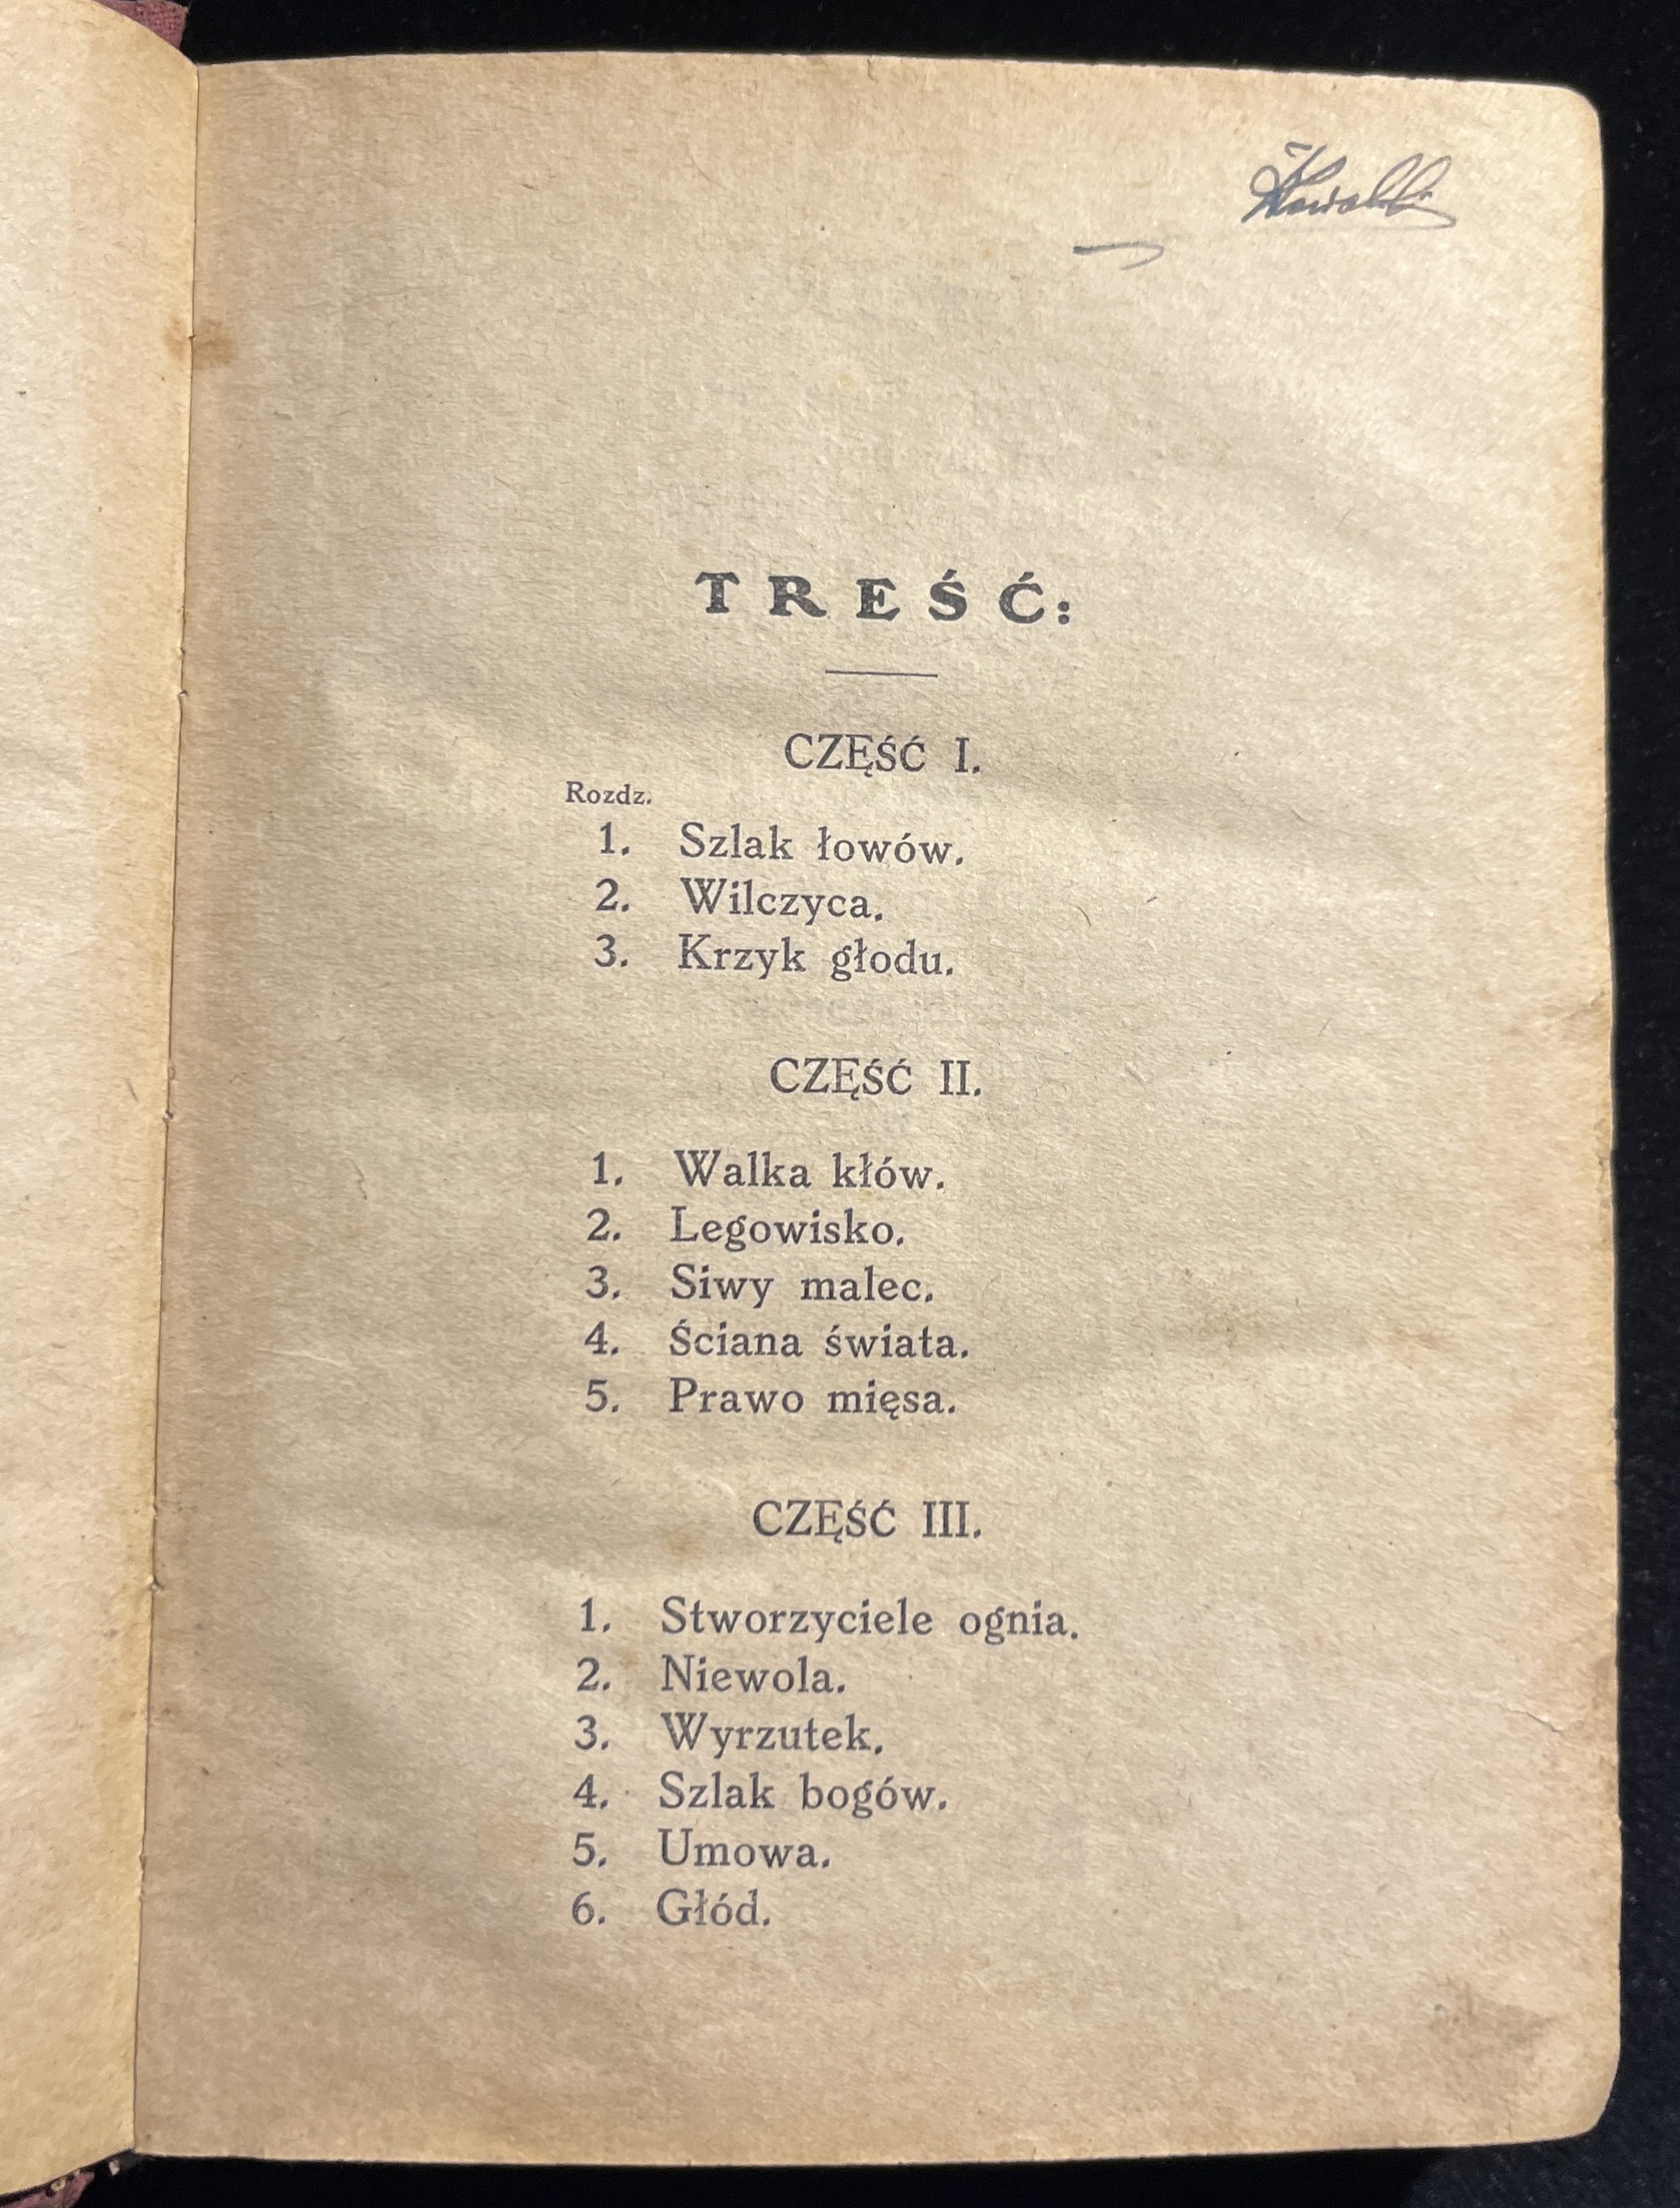 TREŚĆ:
CZĘŚĆ I.
Rozdz.
1. Szlak łowów.
2. Wilczyca.
3. Krzyk głodu.
CZĘŚĆ II.
1. Walka kłów.
2. Legowisko.
3. Siwy malec.
4. Ściana świata.
5. Prawo mięsa.
CZĘŚĆ III.
1. Stworzyciele ognia.
2. Niewola.
3. Wyrzutek.
4. Szlak bogów.
5. Umowa.
6. Głód.